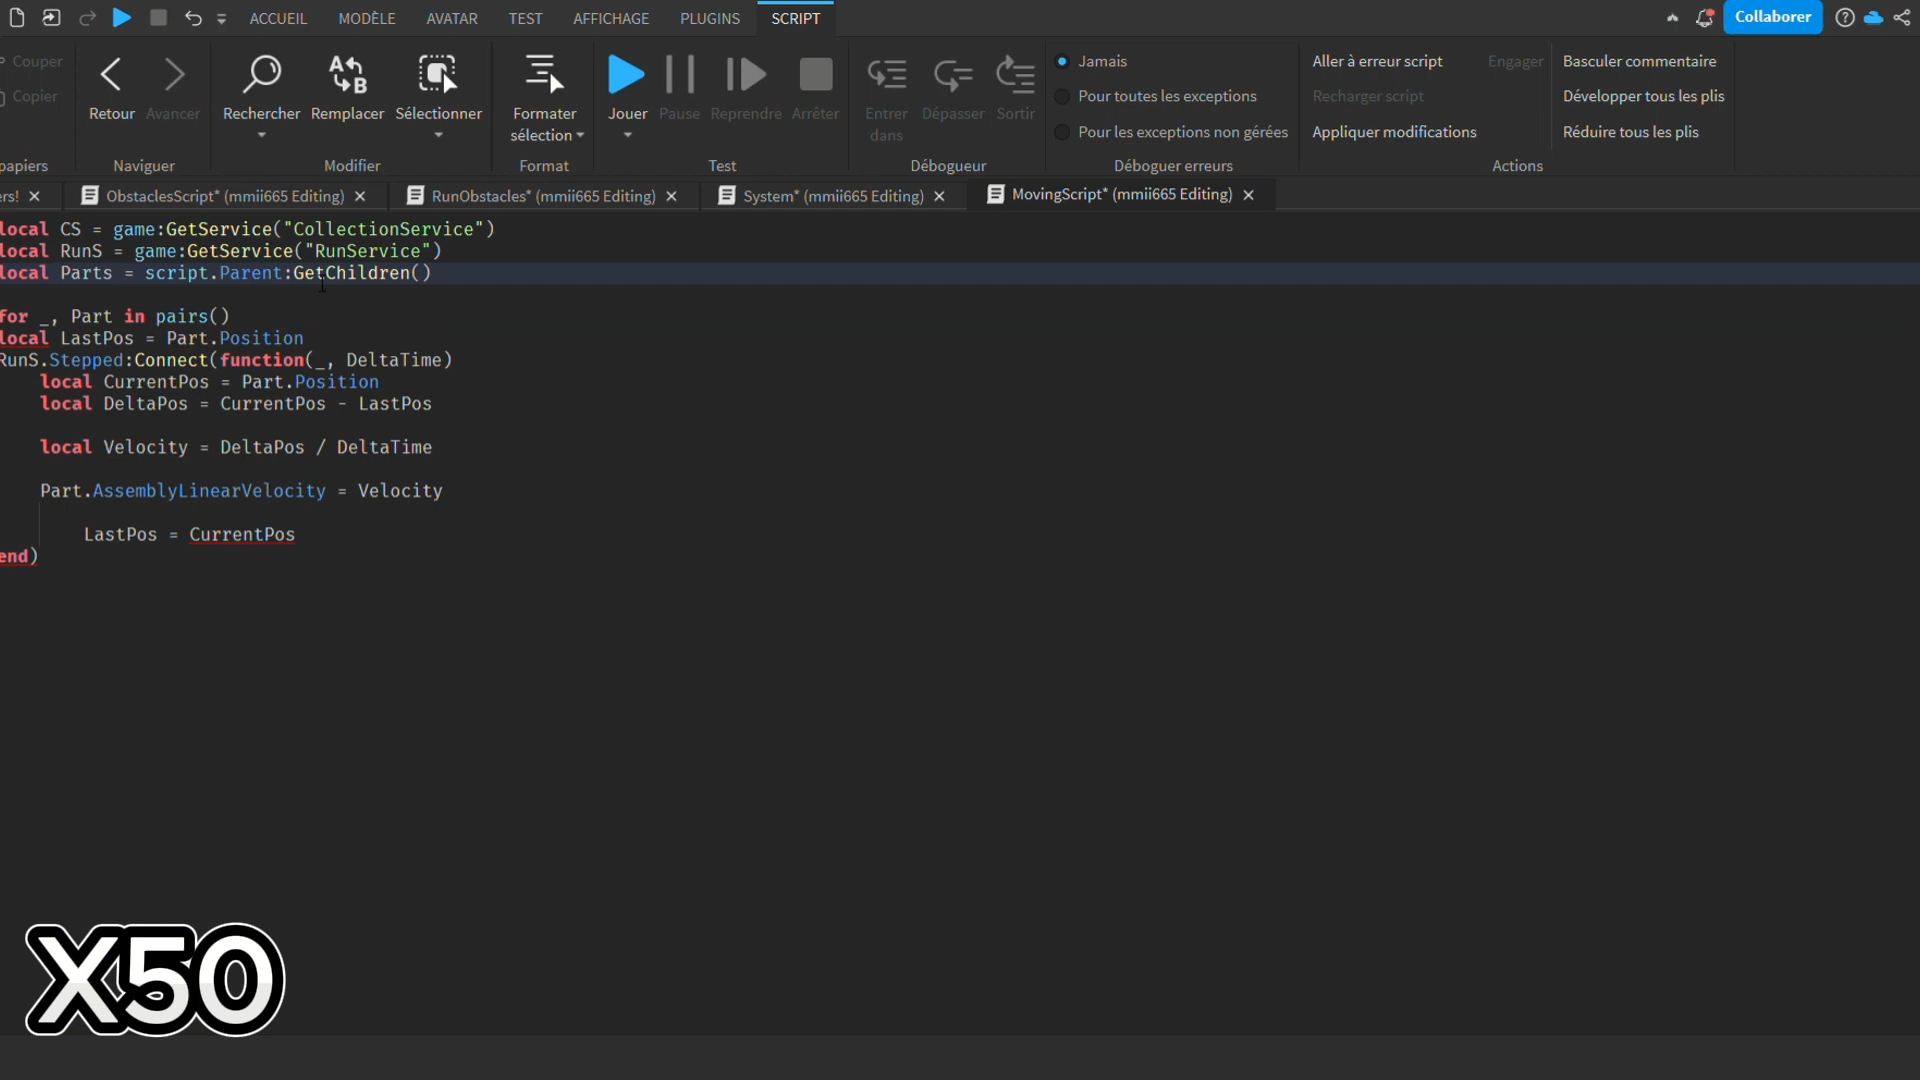 ACCUEIL MODÈLE AVATAR TEST AFFICHAGE PLUGINS SCRIPT Collaborer
Couper
Copier
Retour Avancer
Rechercher Remplacer Sélectionner
Formater
sélection
Jouer Pause Reprendre Arrêter
Entrer
dans
Dépasser Sortir
Jamais
Pour toutes les exceptions
Pour les exceptions non gérées
Aller à erreur script Engager
Recharger script
Appliquer modifications
Basculer commentaire
Développer tous les plis
Réduire tous les plis
papiers Naviguer Modifier Format Test Débogueur Déboguer erreurs Actions
ers! ObstaclesScript* (mmii665 Editing) RunObstacles* (mmii665 Editing) System* (mmii665 Editing) MovingScript* (mmii665 Editing)
local CS = game:GetService("CollectionService")
local RunS = game:GetService("RunService")
local Parts = script.Parent:GetChildren()
for _, Part in pairs()
local LastPos = Part.Position
RunS.Stepped:Connect(function(_, DeltaTime)
local CurrentPos = Part.Position
local DeltaPos = CurrentPos - LastPos
local Velocity = DeltaPos / DeltaTime
Part.AssemblyLinearVelocity = Velocity
LastPos = CurrentPos
end)
X50